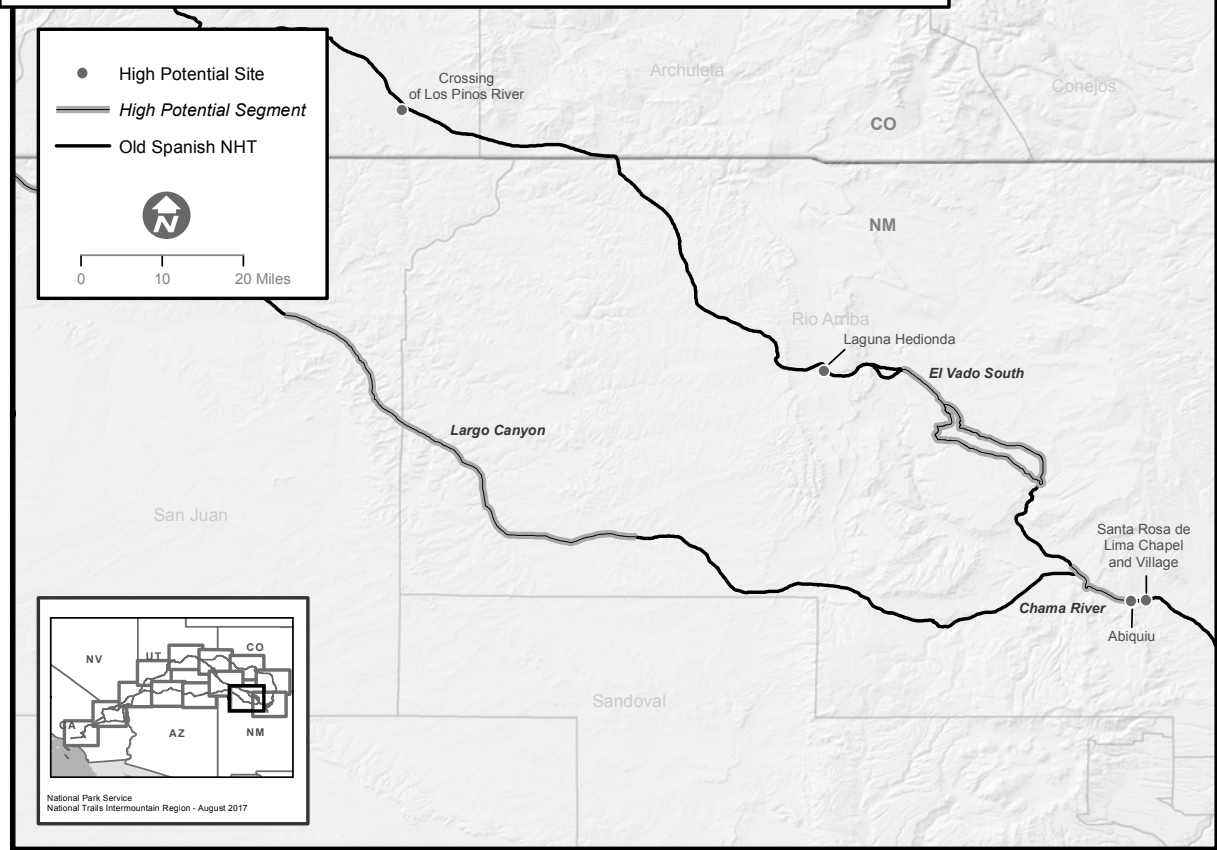 High Potential Site
High Potential Segment
Old Spanish NHT
N
0 10 20 Miles
Crossing
of Los Pinos River
Archuleta
Conejos
CO
NM
Rio Arriba
Laguna Hedionda
El Vado South
Largo Canyon
San Juan
Santa Rosa de
Lima Chapel
and Village
Chama River
Abiquiu
Sandoval
NV
UT
CO
CA
AZ
NM
National Park Service
National Trails Intermountain Region - August 2017